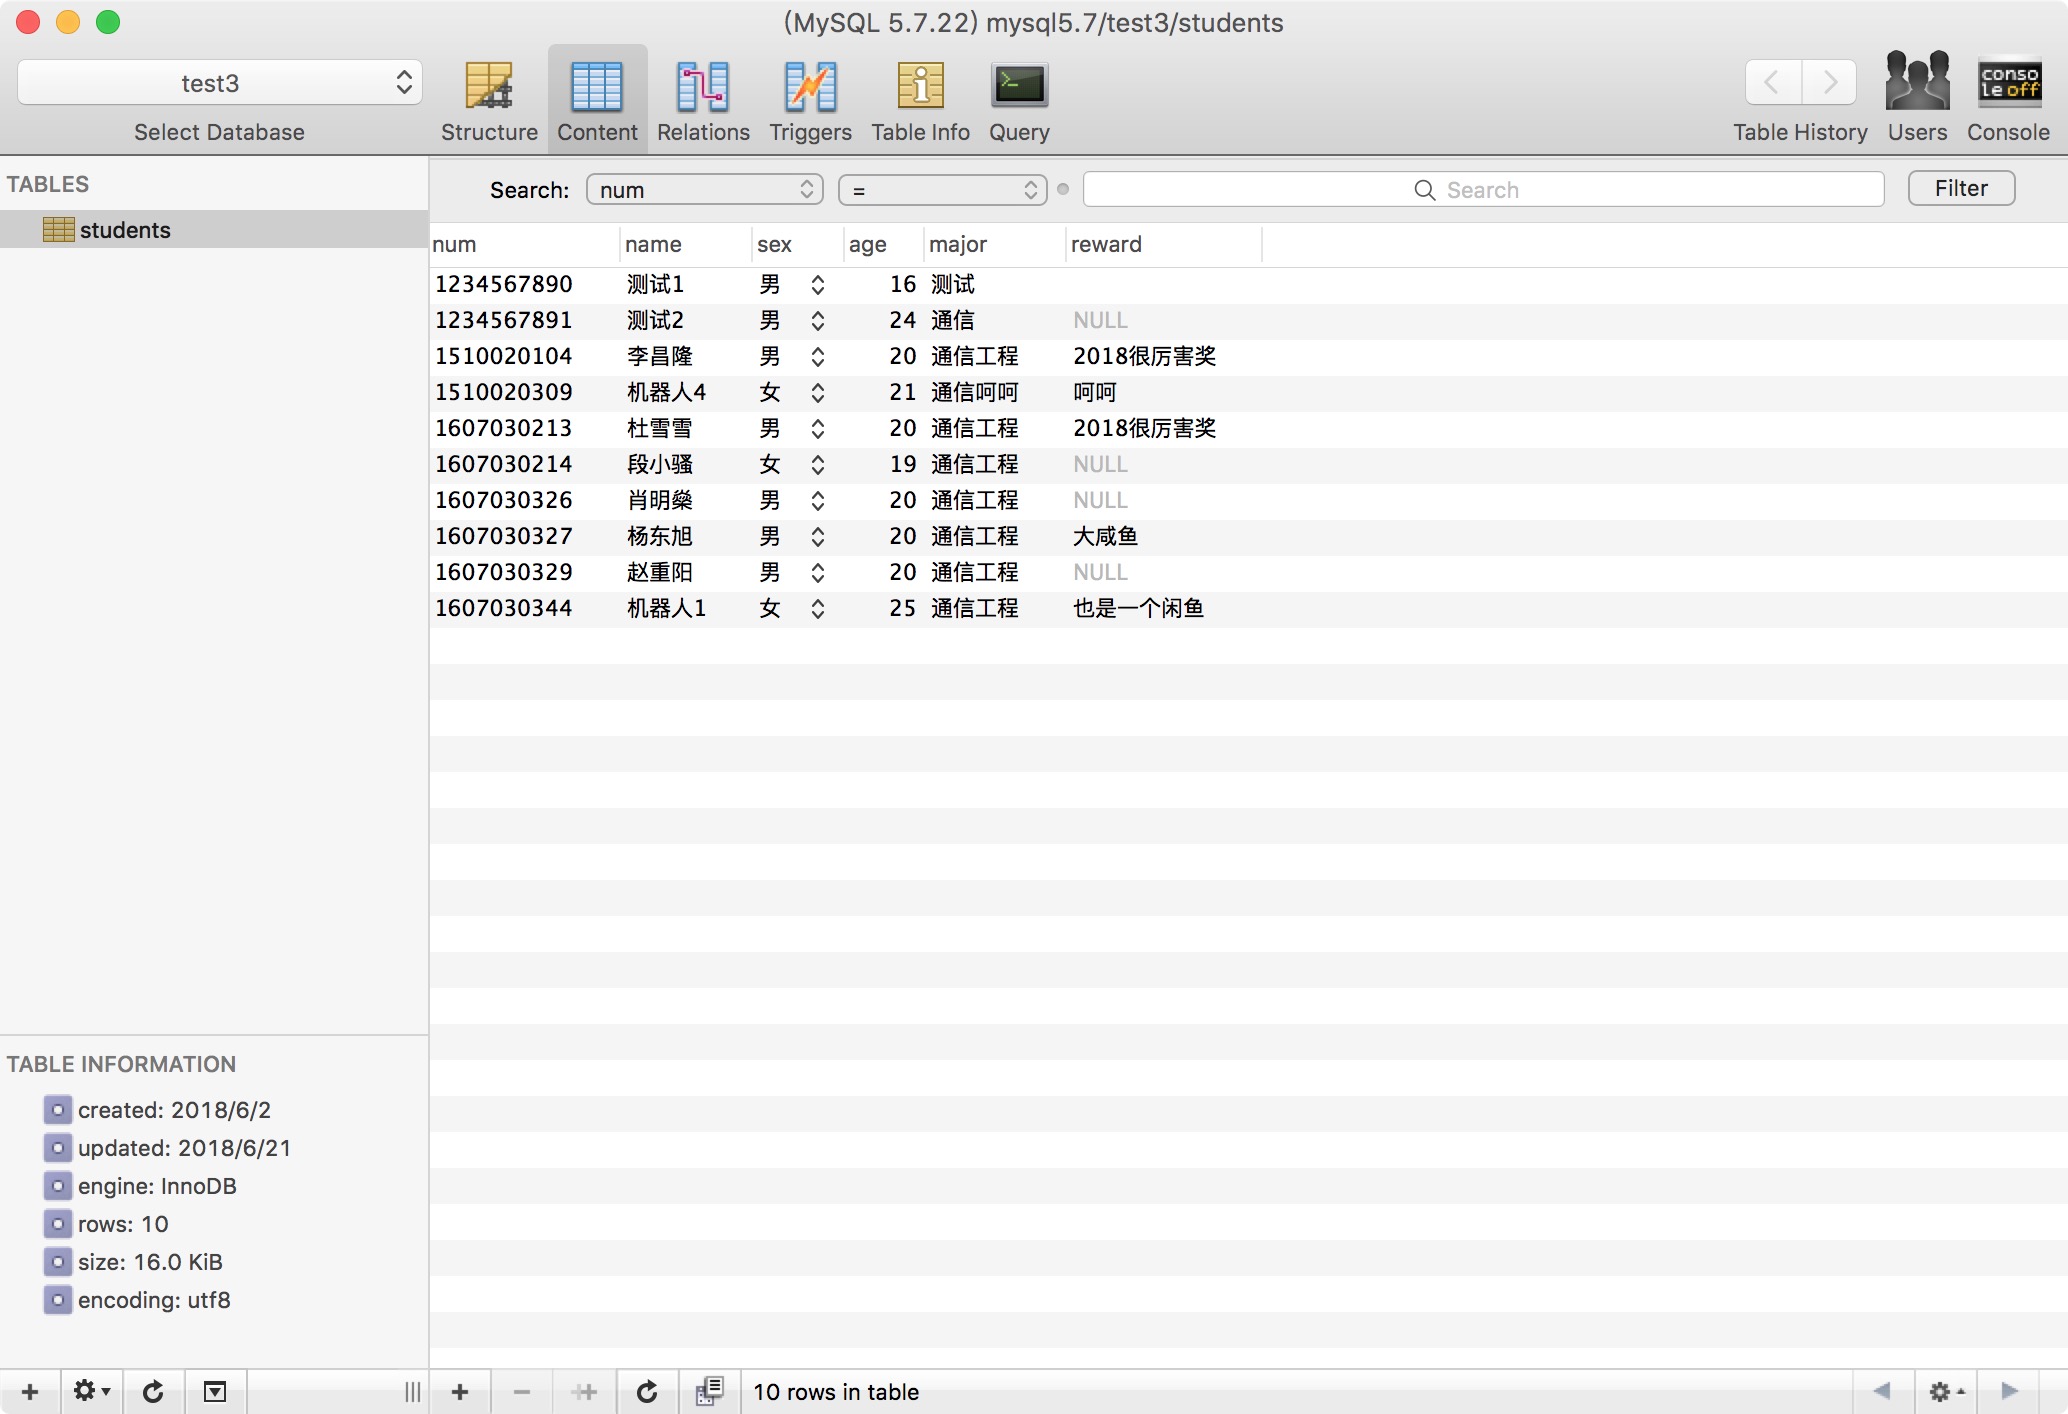 (MySQL 5.7.22) mysql5.7/test3/students
test3
Select Database
Structure Content Relations Triggers Table Info Query
conso
le off
Table History Users Console
TABLES
students
Search: num = Search Filter
num name sex age major reward
1234567890 测试1 男 16 测试
1234567891 测试2 男 24 通信 NULL
1510020104 李昌隆 男 20 通信工程 2018很厉害奖
1510020309 机器人4 女 21 通信呵呵 呵呵
1607030213 杜雪雪 男 20 通信工程 2018很厉害奖
1607030214 段小骚 女 19 通信工程 NULL
1607030326 肖明燊 男 20 通信工程 NULL
1607030327 杨东旭 男 20 通信工程 大咸鱼
1607030329 赵重阳 男 20 通信工程 NULL
1607030344 机器人1 女 25 通信工程 也是一个闲鱼
TABLE INFORMATION
created: 2018/6/2
updated: 2018/6/21
engine: InnoDB
rows: 10
size: 16.0 KiB
encoding: utf8
10 rows in table